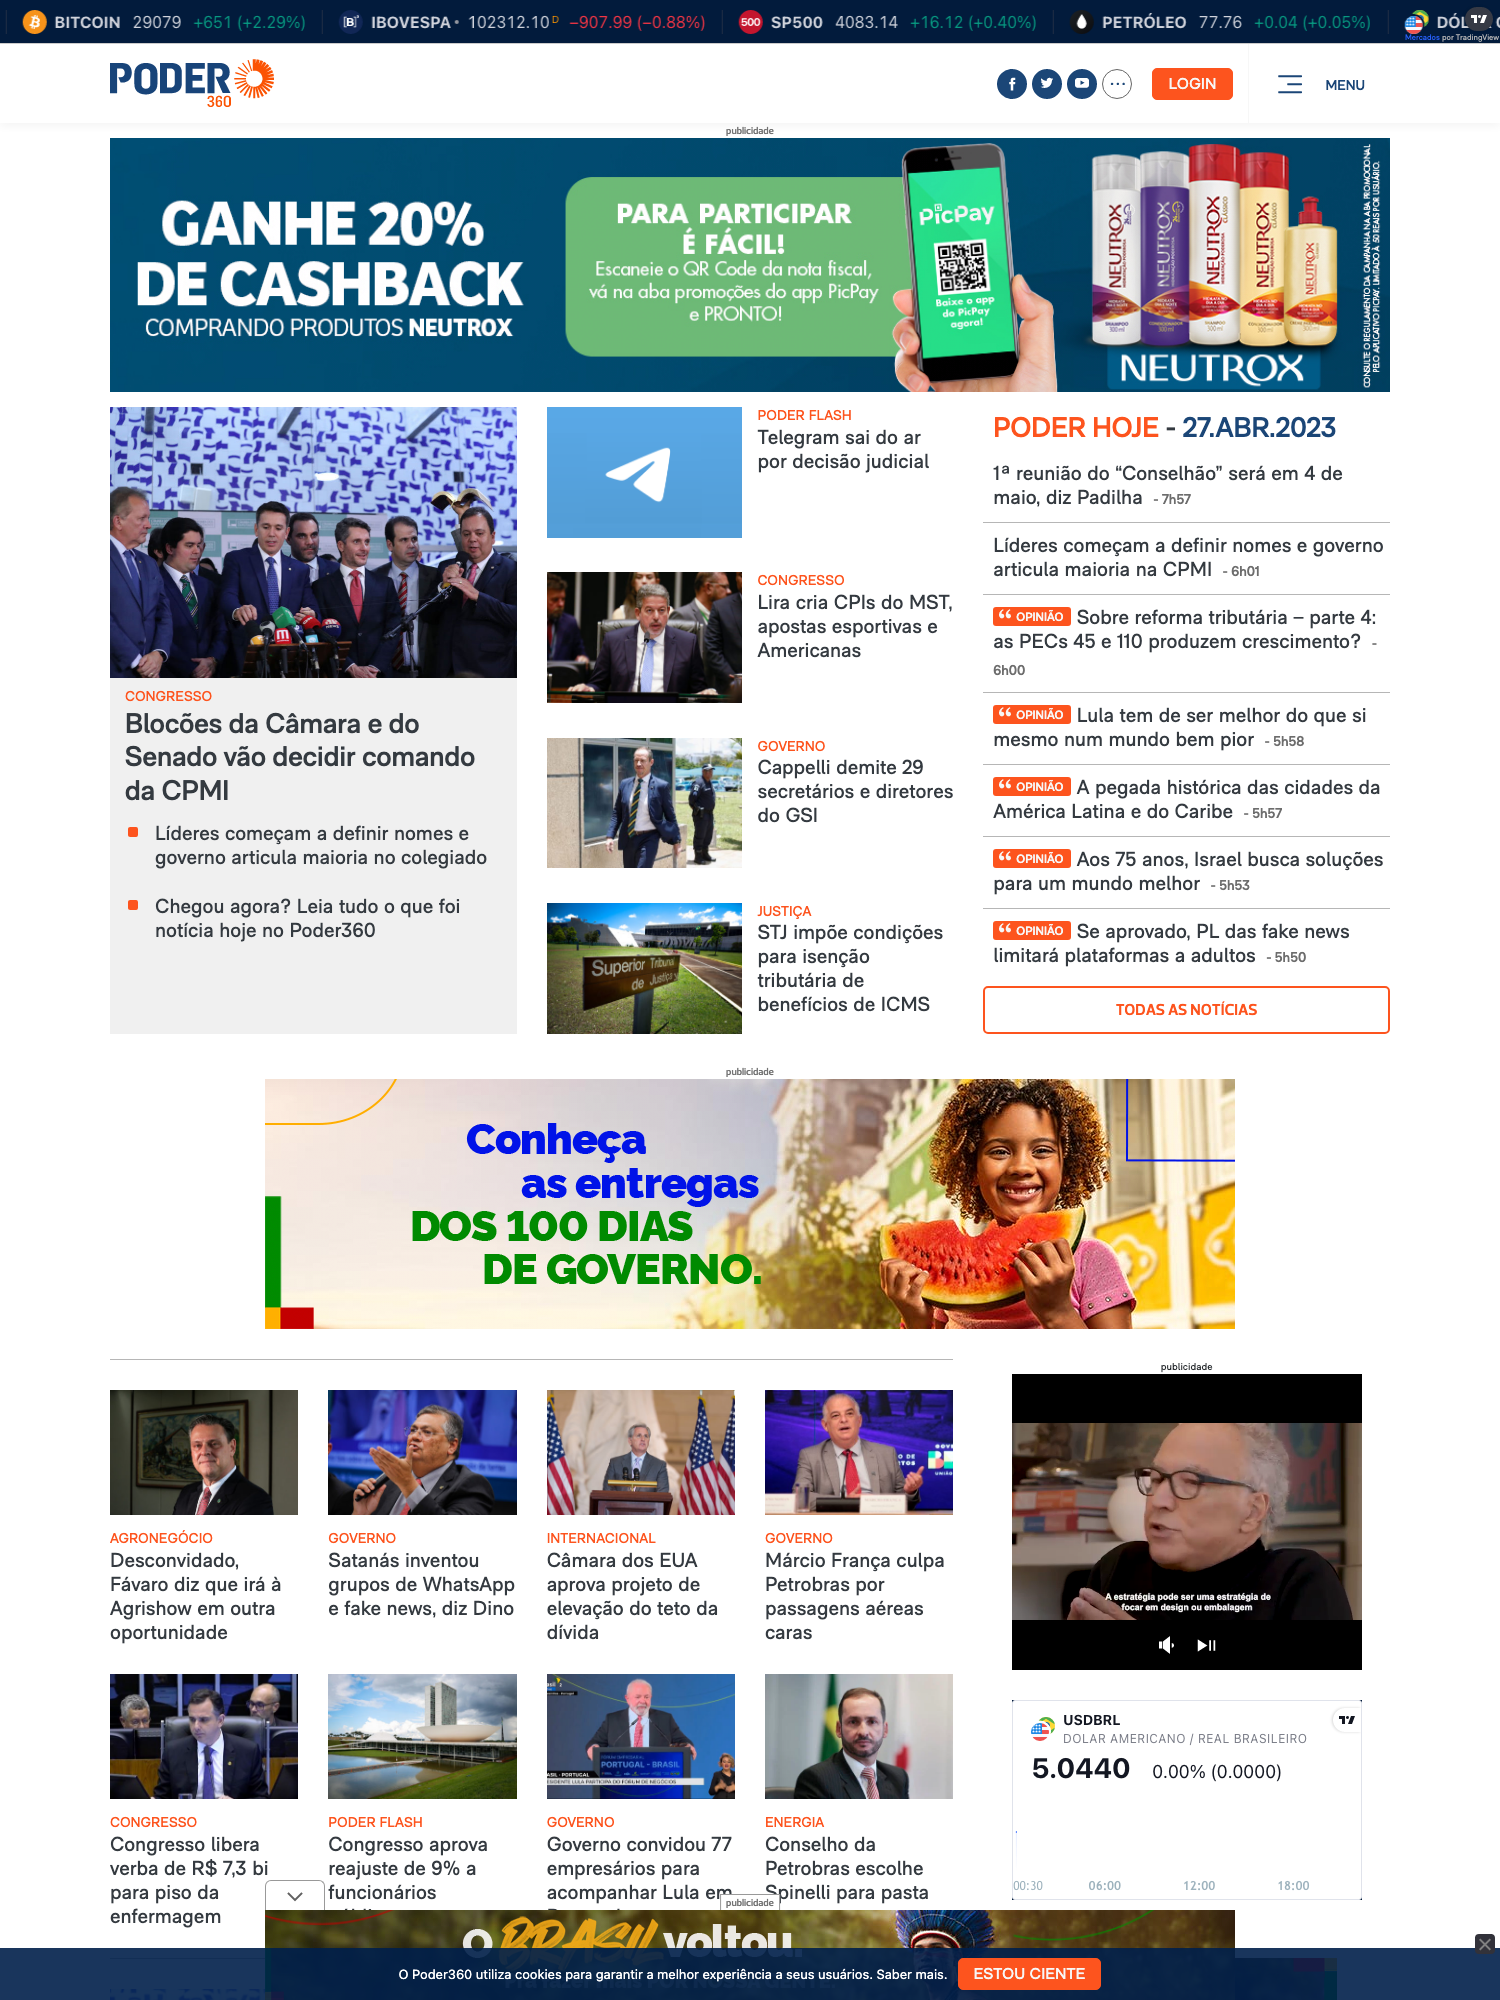 BITCOIN 29079 +651 (+2.29%) IBOVESPA 102312.10 D −907.99 (−0.88%) 500 SP500 4083.14 +16.12 (+0.40%) PETRÓLEO 77.76 +0.04 (+0.05%)
Mercados por TradingView
PODER
360
LOGIN
MENU
publicidade
GANHE 20%
DE CASHBACK
COMPRANDO PRODUTOS NEUTROX
PARA PARTICIPAR
É FÁCIL!
Escaneie o QR Code da nota fiscal,
vá na aba promoções do app PicPay
e PRONTO!
PicPay
Baixe o app
do PicPay
agora!
NEUTROX
NEUTROX
NEUTROX
NEUTROX
NEUTROX
NEUTROX
CONSULTE O REGULAMENTO DA CAMPANHA NA ABA PROMOCIONAL
PELO APLICATIVO PICPAY. LIMITADO À 50 REAIS POR USUÁRIO.
CONGRESSO
Blocões da Câmara e do
Senado vão decidir comando
da CPMI
Líderes começam a definir nomes e
governo articula maioria no colegiado
Chegou agora? Leia tudo o que foi
notícia hoje no Poder360
PODER FLASH
Telegram sai do ar
por decisão judicial
CONGRESSO
Lira cria CPIs do MST,
apostas esportivas e
Americanas
GOVERNO
Cappelli demite 29
secretários e diretores
do GSI
Superior Tribunal
de Justiça
JUSTIÇA
STJ impõe condições
para isenção
tributária de
benefícios de ICMS
PODER HOJE - 27.ABR.2023
1ª reunião do “Conselhão” será em 4 de
maio, diz Padilha - 7h57
Líderes começam a definir nomes e governo
articula maioria na CPMI - 6h01
OPINIÃO Sobre reforma tributária – parte 4:
as PECs 45 e 110 produzem crescimento? -
6h00
OPINIÃO Lula tem de ser melhor do que si
mesmo num mundo bem pior - 5h58
OPINIÃO A pegada histórica das cidades da
América Latina e do Caribe - 5h57
OPINIÃO Aos 75 anos, Israel busca soluções
para um mundo melhor - 5h53
OPINIÃO Se aprovado, PL das fake news
limitará plataformas a adultos - 5h50
TODAS AS NOTÍCIAS
publicidade
Conheça
as entregas
DOS 100 DIAS
DE GOVERNO.
publicidade
AGRONEGÓCIO
Desconvidado,
Fávaro diz que irá à
Agrishow em outra
oportunidade
GOVERNO
Satanás inventou
grupos de WhatsApp
e fake news, diz Dino
INTERNACIONAL
Câmara dos EUA
aprova projeto de
elevação do teto da
dívida
GOVERNO
Márcio França culpa
Petrobras por
passagens aéreas
caras
A estratégia pode ser uma estratégia de
focar em design ou embalagem
CONGRESSO
Congresso libera
verba de R$ 7,3 bi
para piso da
enfermagem
PODER FLASH
Congresso aprova
reajuste de 9% a
funcionários
PORTUGAL - BRASIL
GOVERNO
Governo convidou 77
empresários para
acompanhar Lula em
ENERGIA
Conselho da
Petrobras escolhe
Spinelli para pasta
USDBRL
DOLAR AMERICANO / REAL BRASILEIRO
5.0440 0.00% (0.0000)
00:30 06:00 12:00 18:00
publicidade
O BRASIL voltou.
O Poder360 utiliza cookies para garantir a melhor experiência a seus usuários. Saber mais. ESTOU CIENTE